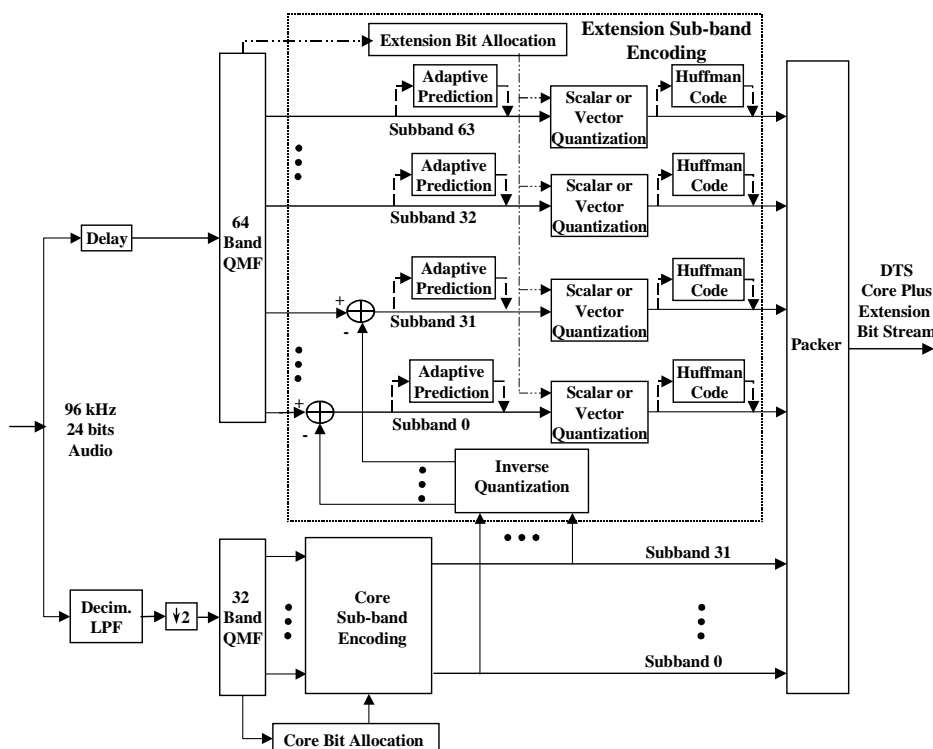 Extension Sub-band
Encoding
Extension Bit Allocation
Adaptive
Prediction
Huffman
Code
Scalar or
Vector
Quantization
Subband 63
Adaptive
Prediction
Huffman
Code
Scalar or
Vector
Quantization
Subband 32
64
Band
QMF
Delay
Adaptive
Prediction
Huffman
Code
Scalar or
Vector
Quantization
+
-
Subband 31
DTS
Core Plus
Extension
Bit Stream
Packer
Adaptive
Prediction
Huffman
Code
Scalar or
Vector
Quantization
+
-
Subband 0
96 kHz
24 bits
Audio
Inverse
Quantization
Subband 31
Decim.
LPF
2
32
Band
QMF
Core
Sub-band
Encoding
Subband 0
Core Bit Allocation